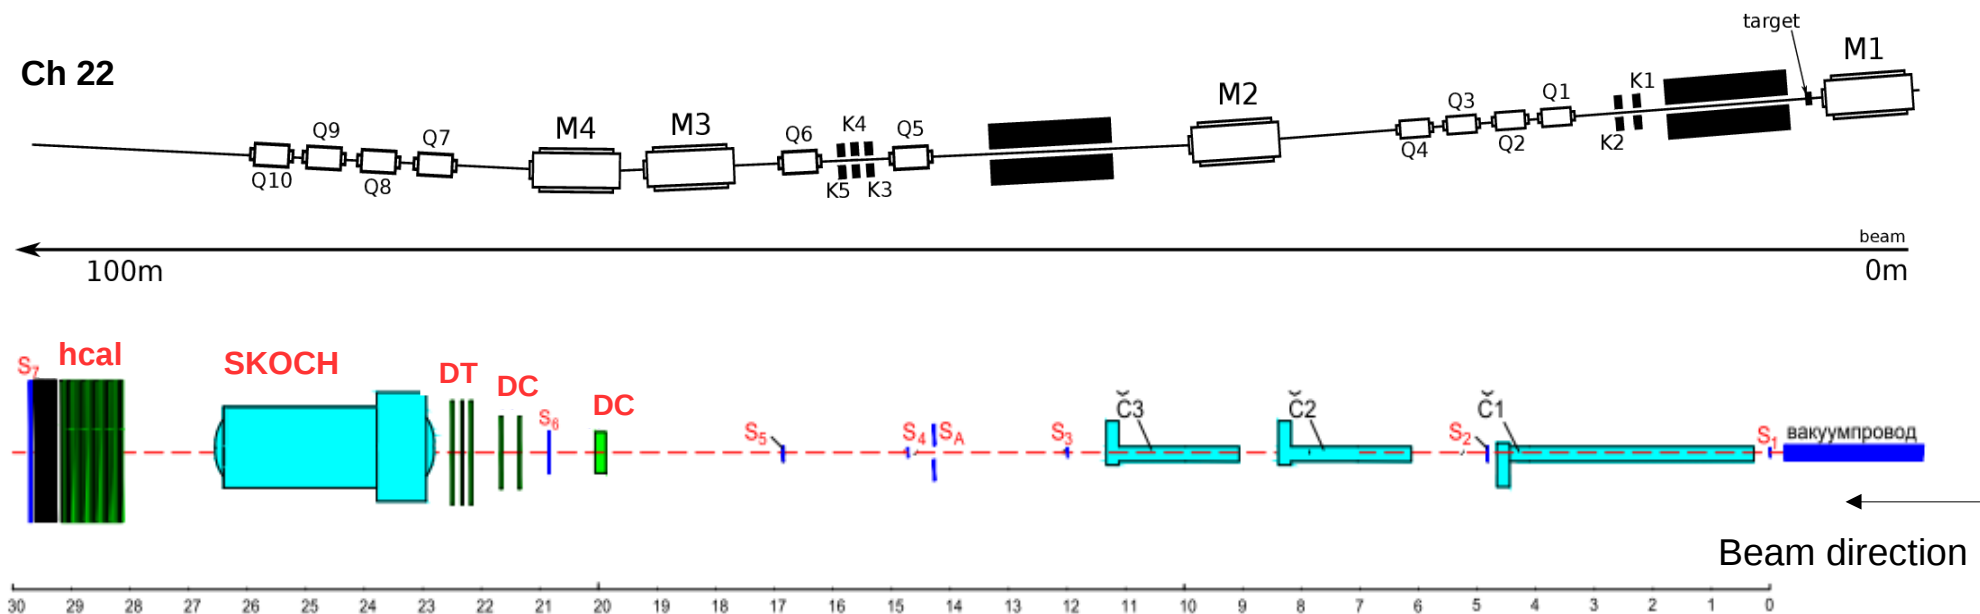 target
M1
Ch 22
M2
K1
Q3
Q1
Q9
Q7
M4
M3
Q6
K4
Q5
Q4
Q2
K2
Q10
Q8
K5
K3
beam
100m
0m
S7
hcal
SKOCH
DT
DC
DC
S6
S5
S4
SA
S3
Č3
Č2
Č1
S2
S1
вакуумпровод
Beam direction
30 29 28 27 26 25 24 23 22 21 20 19 18 17 16 15 14 13 12 11 10 9 8 7 6 5 4 3 2 1 0